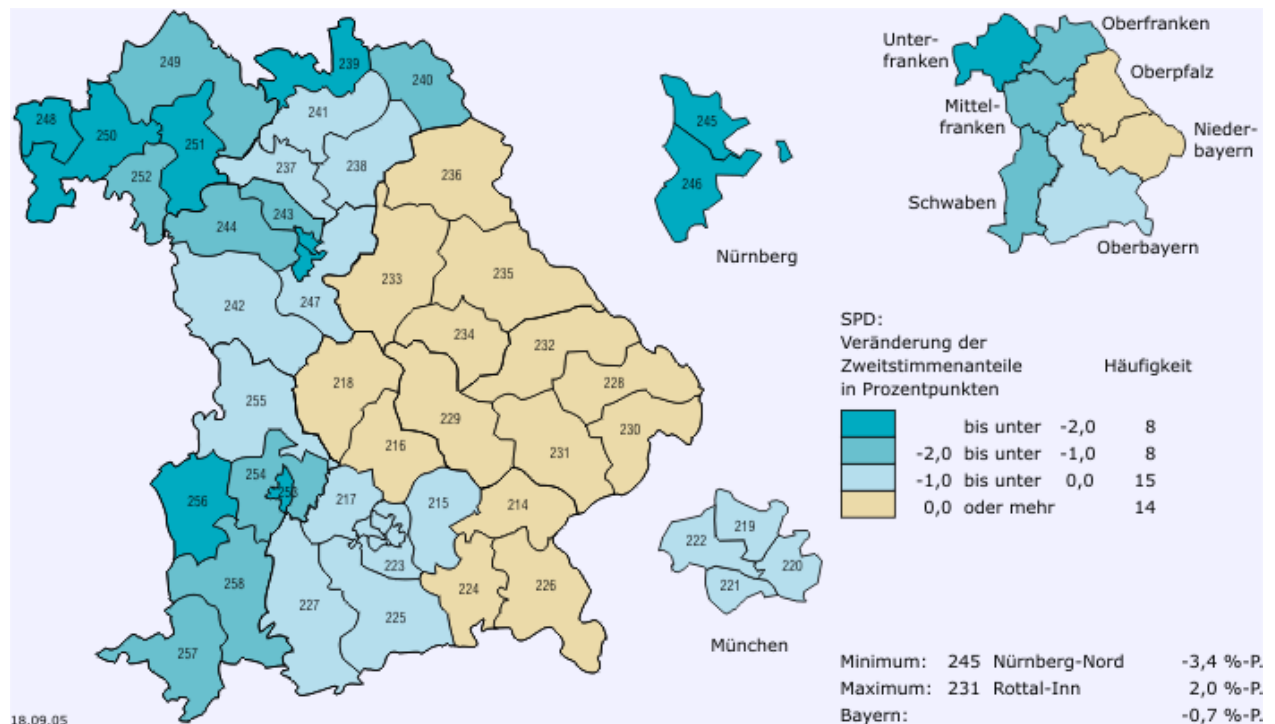 249
239
240
248
250
251
241
252
237
238
236
243
244
242
247
233
235
234
232
228
218
229
230
231
255
216
254
253
256
217
215
214
223
258
227
225
224
226
257
18.09.05
245
246
Nürnberg
219
222
220
221
München
Oberfranken
Unter-
franken
Oberpfalz
Mittel-
franken
Nieder-
bayern
Schwaben
Oberbayern
SPD:
Veränderung der
Zweitstimmenanteile Häufigkeit
in Prozentpunkten
bis unter -2,0 8
-2,0 bis unter -1,0 8
-1,0 bis unter 0,0 15
0,0 oder mehr 14
Minimum: 245 Nürnberg-Nord -3,4 %-P.
Maximum: 231 Rottal-Inn 2,0 %-P.
Bayern: -0,7 %-P.